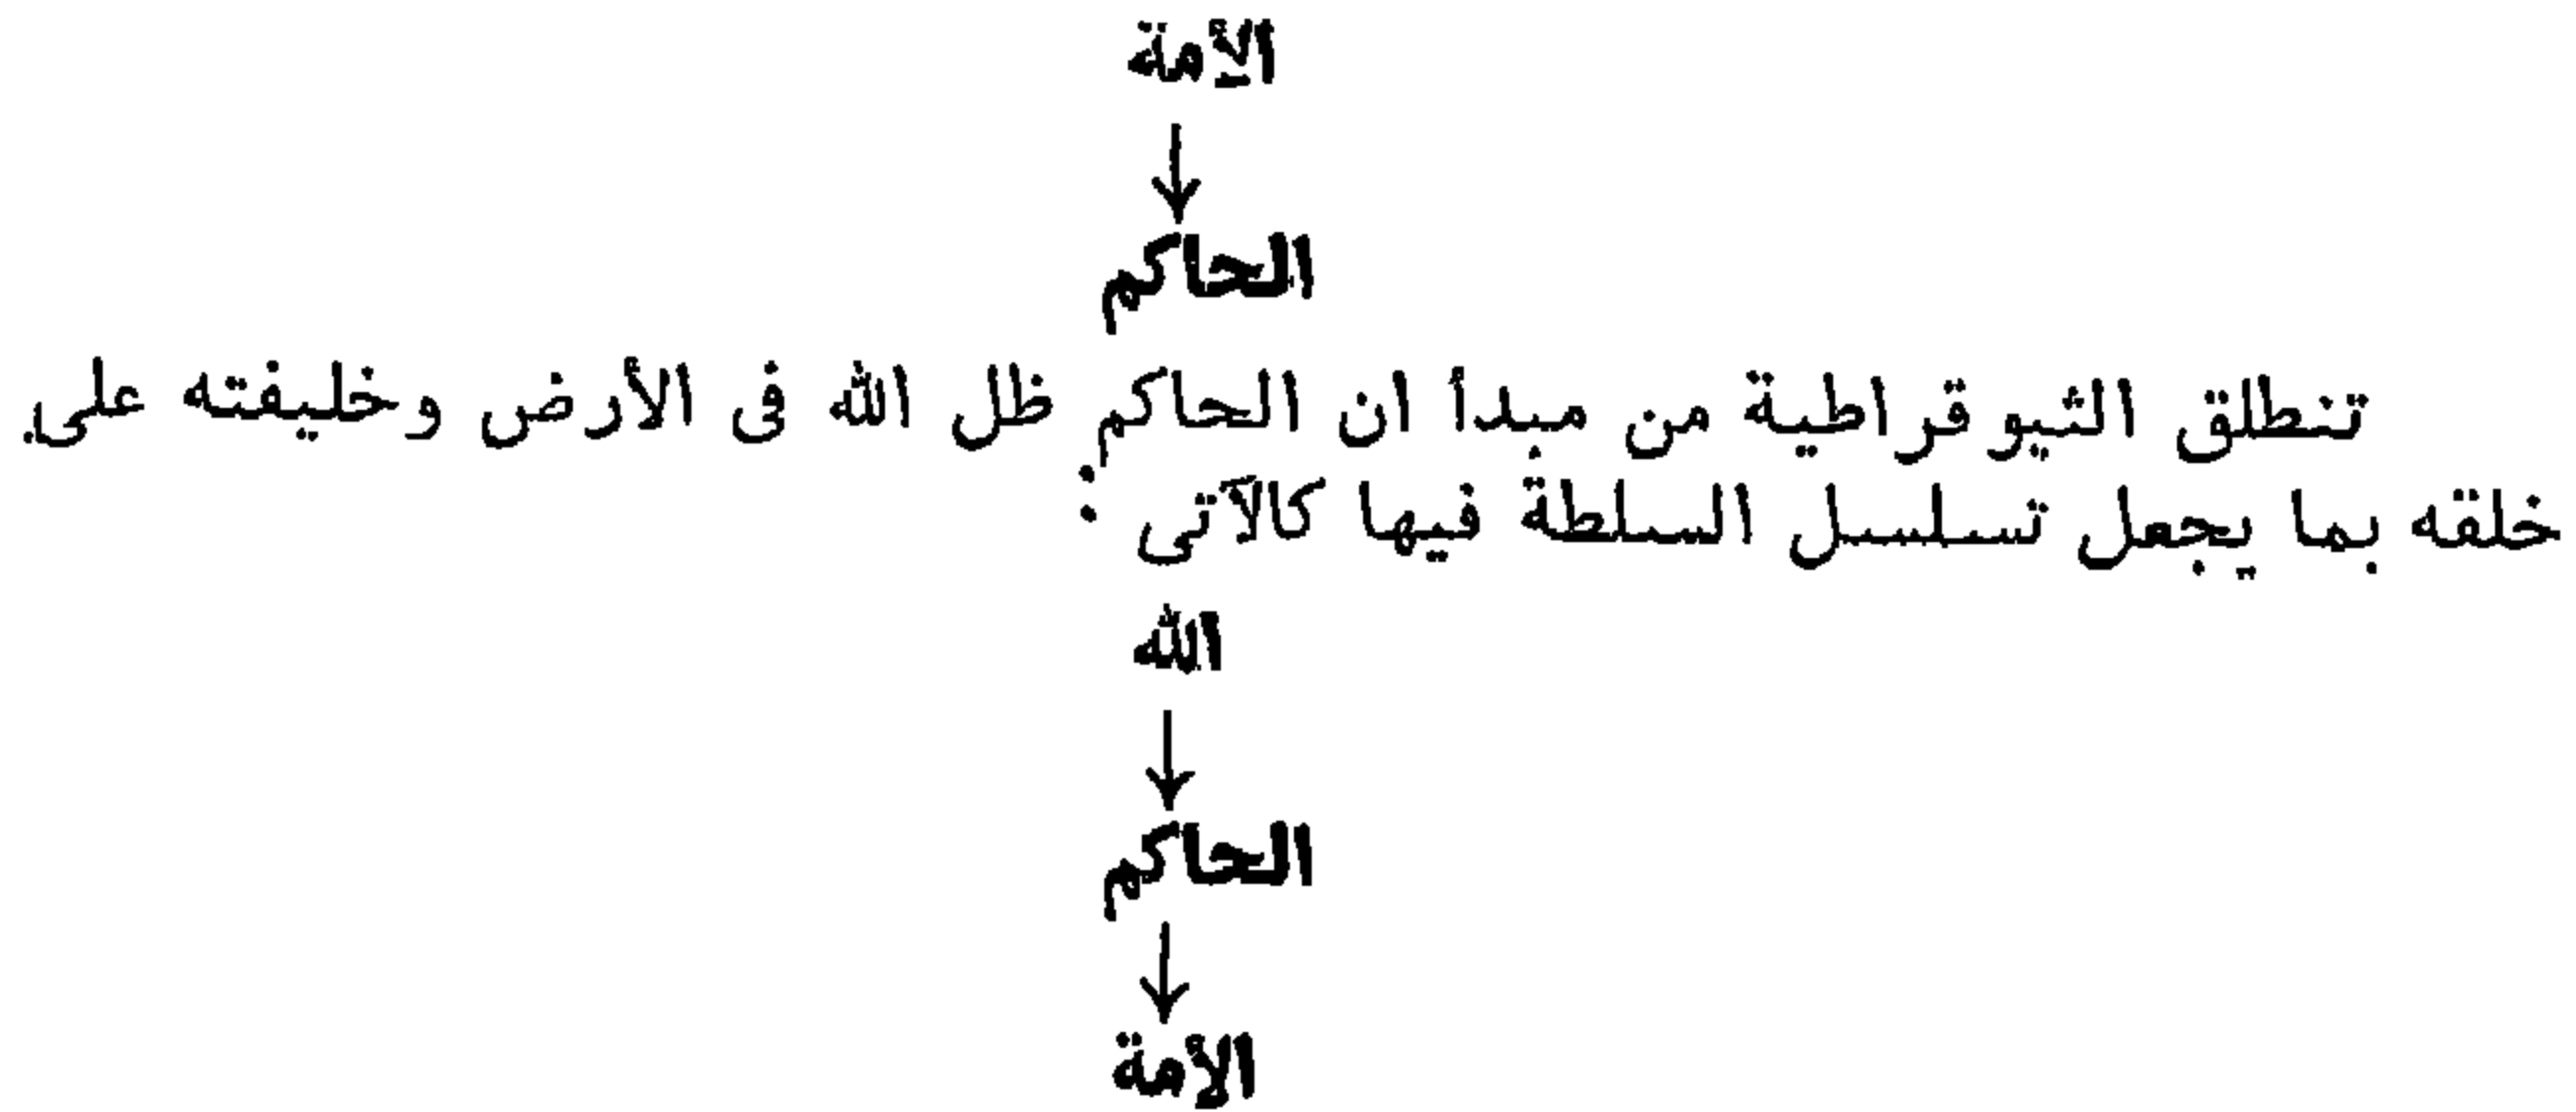 الأمة
↓
الحاكم
تنطلق الثيوقراطية من مبدأ ان الحاكم ظل الله فى الأرض وخليفته على
خلقه بما يجعل تسلسل السلطة فيها كالآتى :
الله
↓
الحاكم
↓
الأمة